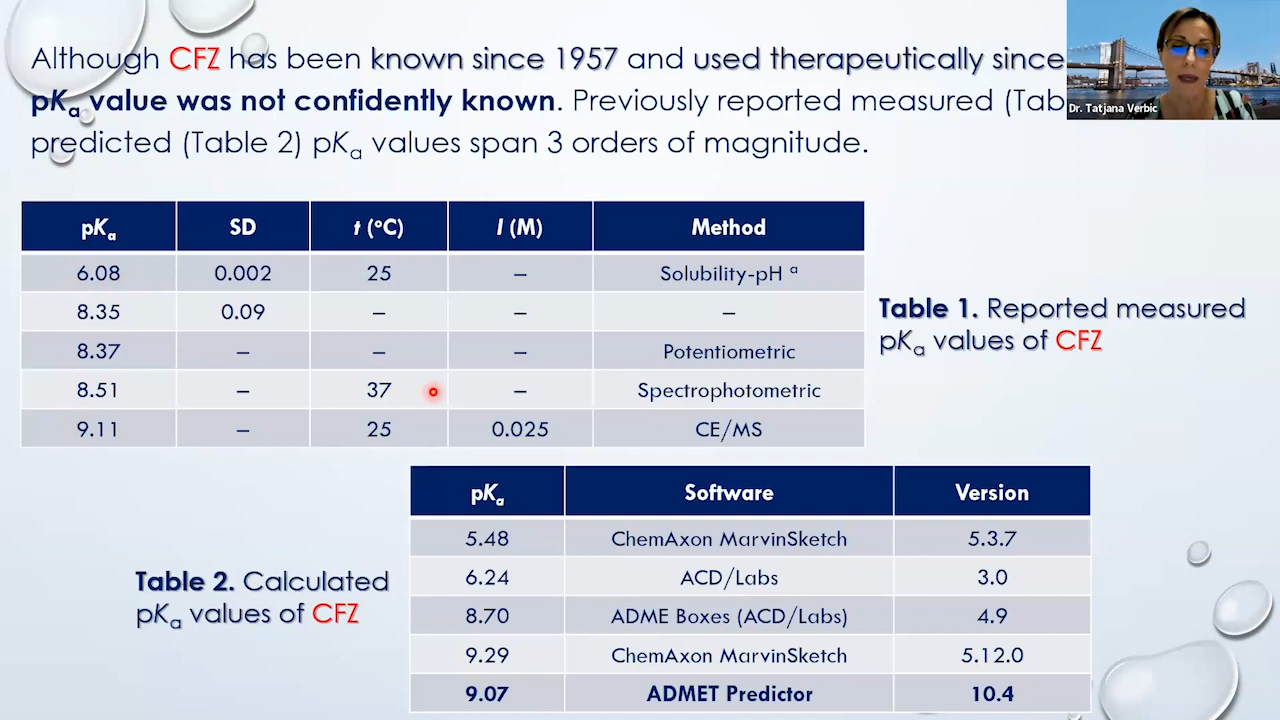 Although CFZ has been known since 1957 and used therapeutically since
pKa value was not confidently known. Previously reported measured (Tab
predicted (Table 2) pKa values span 3 orders of magnitude.
Dr. Tatjana Verbic
pKa SD t (°C) I (M) Method
6.08 0.002 25 – Solubility-pH a
8.35 0.09 – – –
8.37 – – – Potentiometric
8.51 – 37 – Spectrophotometric
9.11 – 25 0.025 CE/MS
Table 1. Reported measured
pKa values of CFZ
pKa Software Version
5.48 ChemAxon MarvinSketch 5.3.7
6.24 ACD/Labs 3.0
8.70 ADME Boxes (ACD/Labs) 4.9
9.29 ChemAxon MarvinSketch 5.12.0
9.07 ADMET Predictor 10.4
Table 2. Calculated
pKa values of CFZ